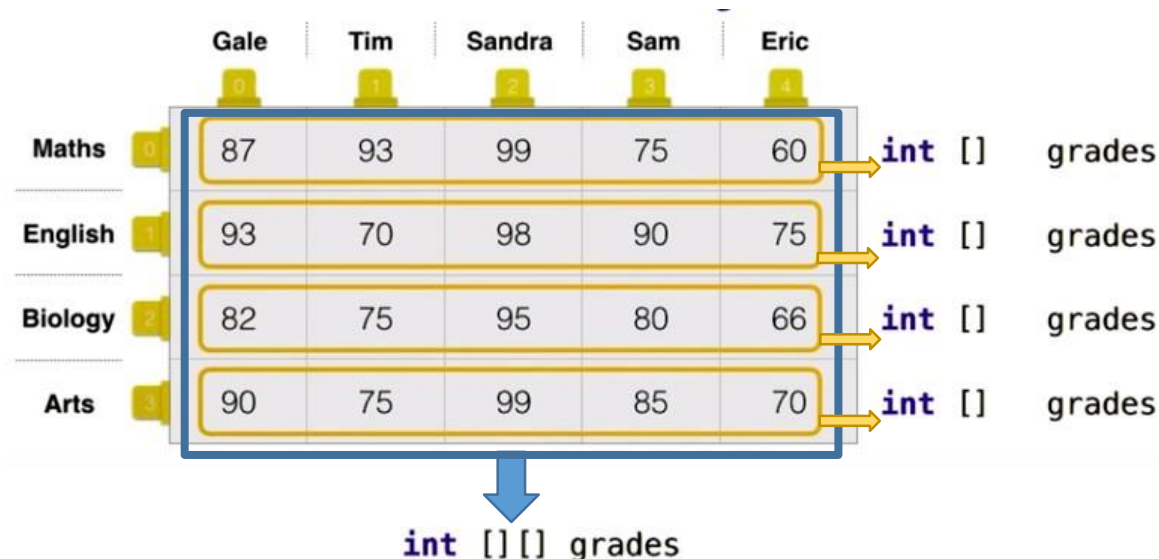 Gale Tim Sandra Sam Eric
0 1 2 3 4
Maths 0 87 93 99 75 60 int [] grades
English 1 93 70 98 90 75 int [] grades
Biology 2 82 75 95 80 66 int [] grades
Arts 3 90 75 99 85 70 int [] grades
int [][] grades